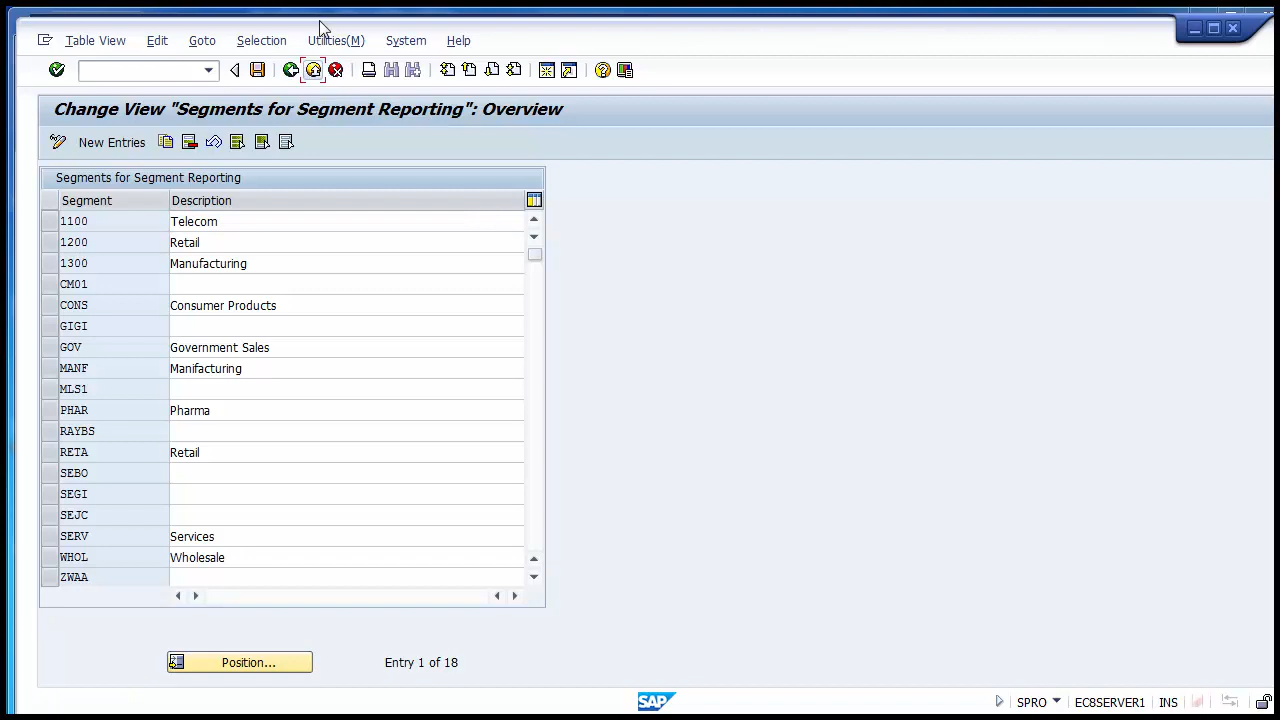 Table View Edit Goto Selection Utilities(M) System Help
Change View "Segments for Segment Reporting": Overview
New Entries
Segments for Segment Reporting
Segment Description
1100 Telecom
1200 Retail
1300 Manufacturing
CM01
CONS Consumer Products
GIGI
GOV Government Sales
MANF Manifacturing
MLS1
PHAR Pharma
RAYBS
RETA Retail
SEBO
SEGI
SEJC
SERV Services
WHOL Wholesale
ZWAA
Position... Entry 1 of 18
SAP SPRO EC8SERVER1 INS